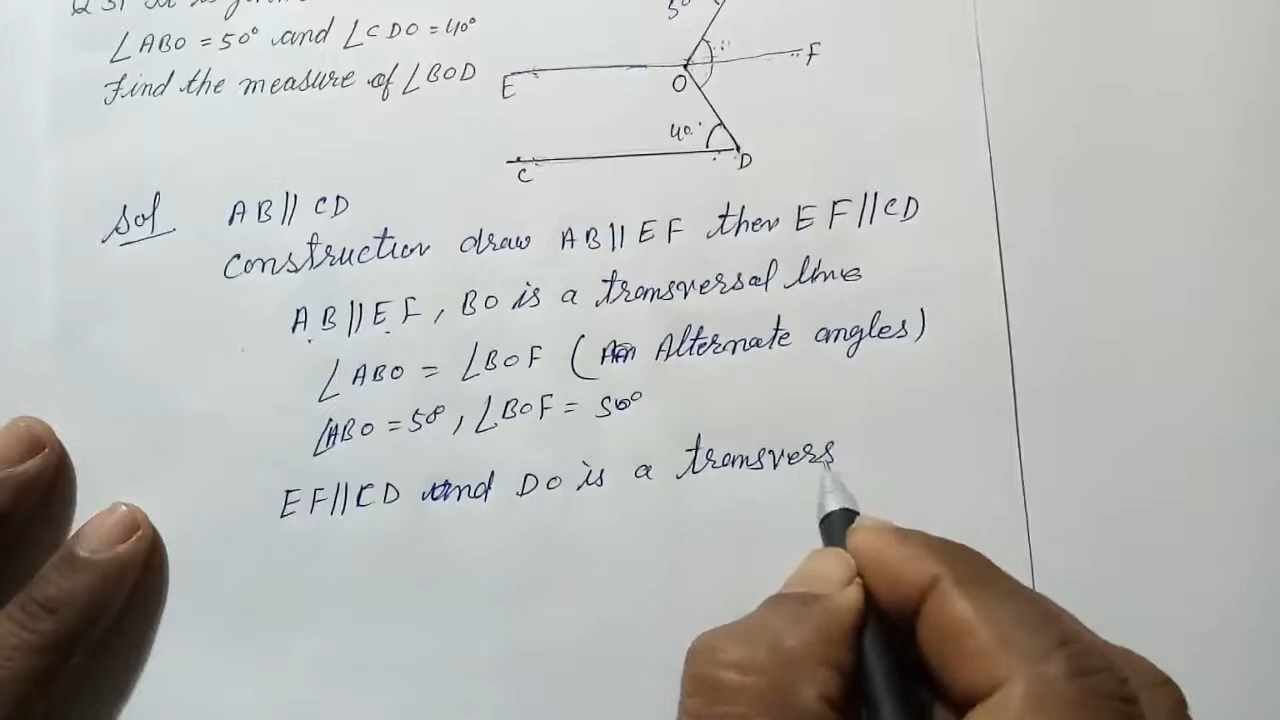 ∠ABO = 50° and ∠CDO = 40°
Find the measure of ∠BOD
F
E
O
40°
C
D
Sol AB || CD
construction draw AB || EF then EF || CD
AB || EF, BO is a transversal line
∠ABO = ∠BOF (Alternate angles)
∠ABO = 50, ∠BOF = 50°
EF || CD and DO is a transvers